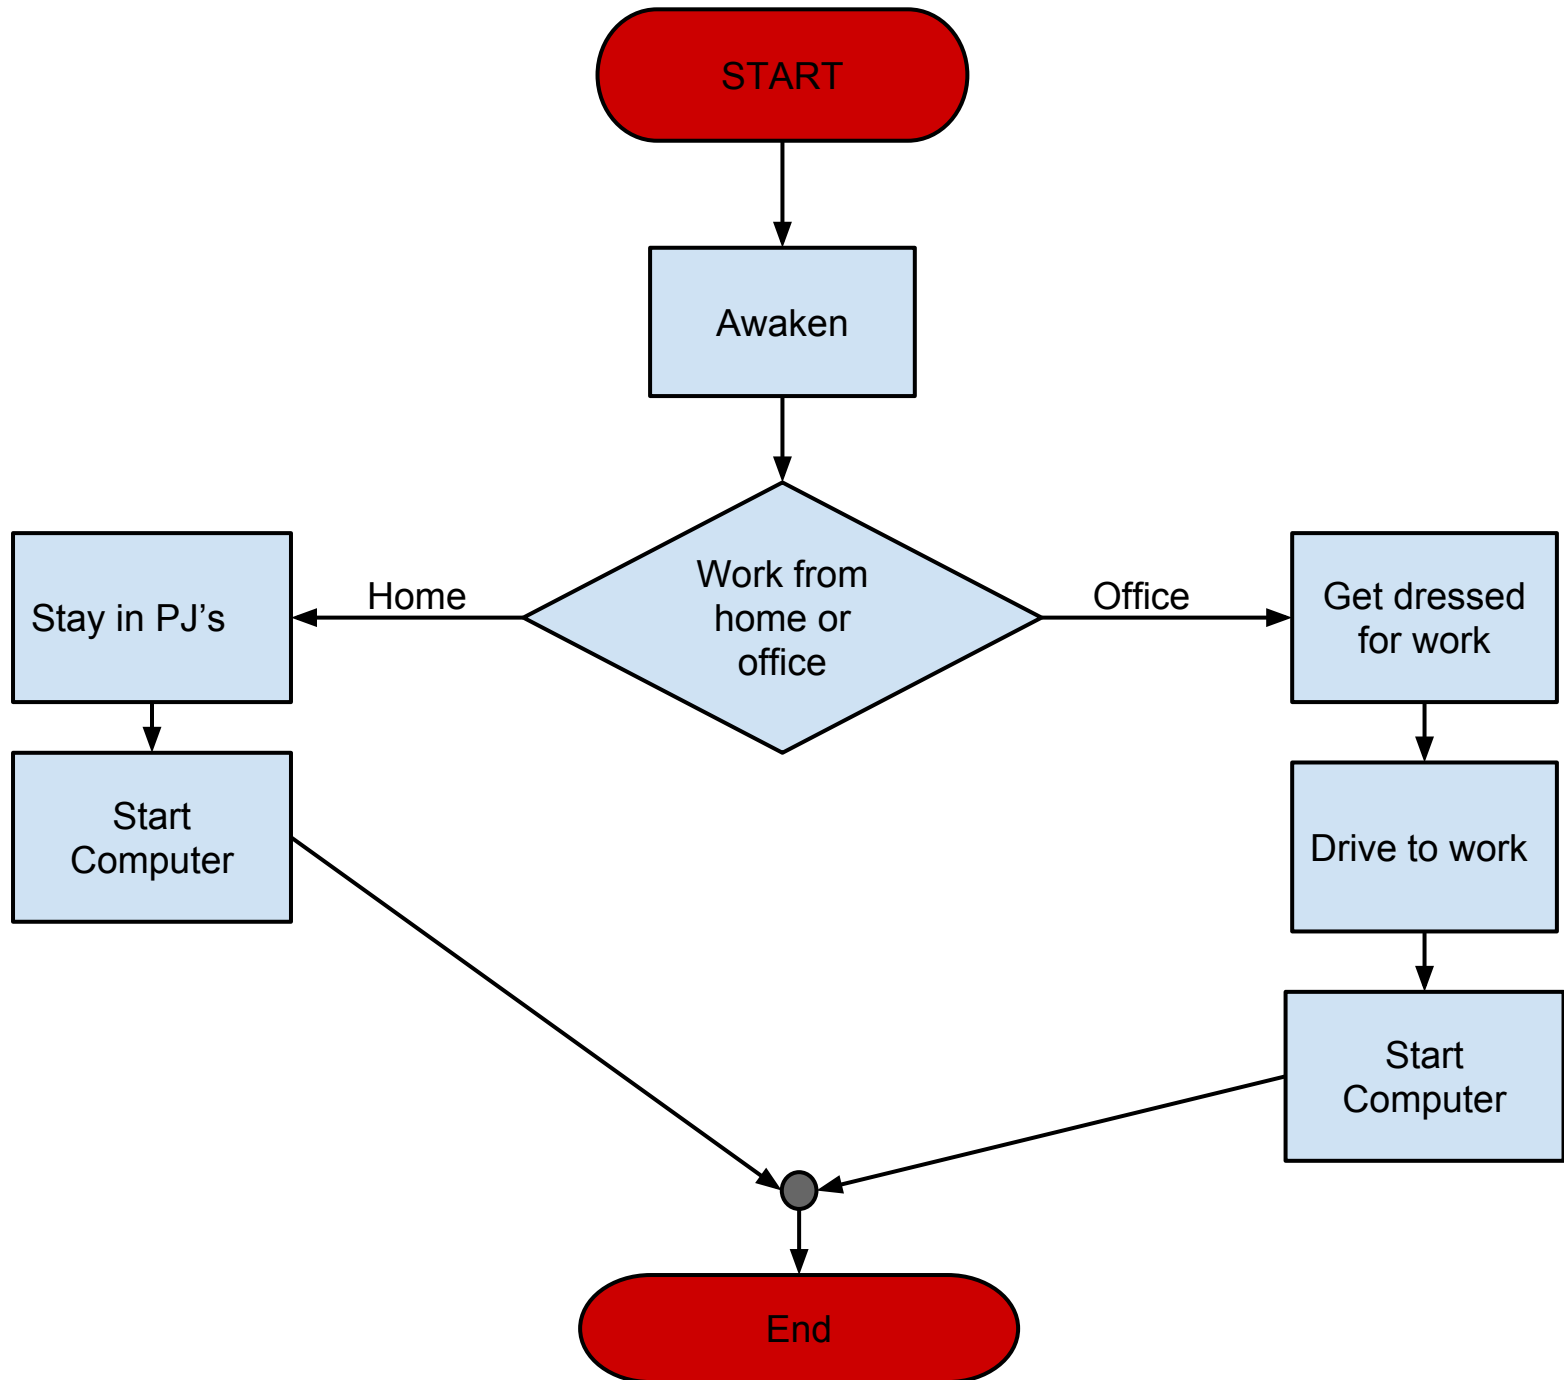 START
Awaken
Work from
home or
office
Home
Stay in PJ’s
Start
Computer
Office
Get dressed
for work
Drive to work
Start
Computer
End